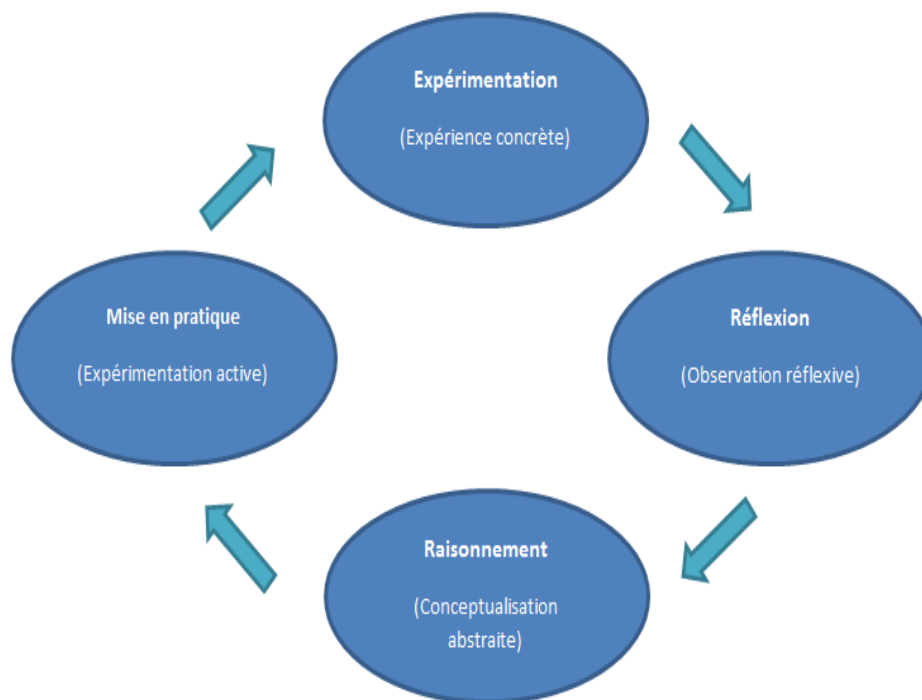 Expérimentation
(Expérience concrète)
Mise en pratique
(Expérimentation active)
Réflexion
(Observation réflexive)
Raisonnement
(Conceptualisation
abstraite)